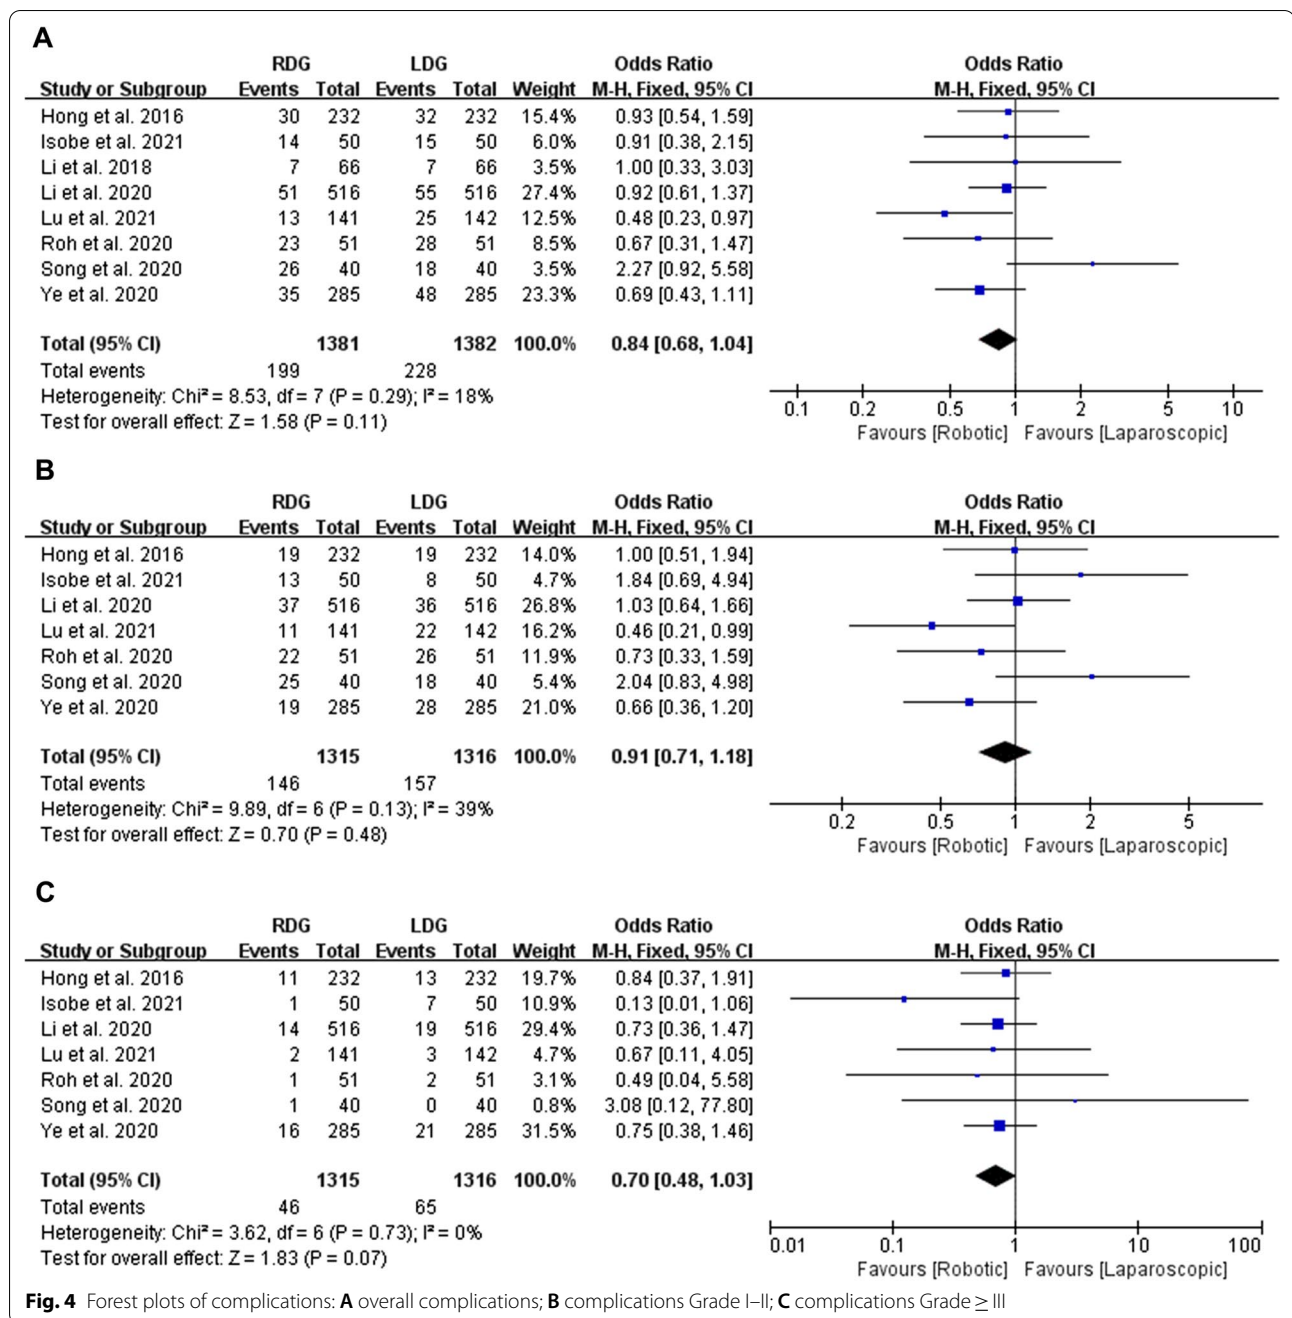 A
RDG LDG Odds Ratio Odds Ratio
Study or Subgroup Events Total Events Total Weight M-H, Fixed, 95% CI M-H, Fixed, 95% CI
Hong et al. 2016 30 232 32 232 15.4% 0.93 [0.54, 1.59]
Isobe et al. 2021 14 50 15 50 6.0% 0.91 [0.38, 2.15]
Li et al. 2018 7 66 7 66 3.5% 1.00 [0.33, 3.03]
Li et al. 2020 51 516 55 516 27.4% 0.92 [0.61, 1.37]
Lu et al. 2021 13 141 25 142 12.5% 0.48 [0.23, 0.97]
Roh et al. 2020 23 51 28 51 8.5% 0.67 [0.31, 1.47]
Song et al. 2020 26 40 18 40 3.5% 2.27 [0.92, 5.58]
Ye et al. 2020 35 285 48 285 23.3% 0.69 [0.43, 1.11]
Total (95% CI) 1381 1382 100.0% 0.84 [0.68, 1.04]
Total events 199 228
Heterogeneity: Chi² = 8.53, df = 7 (P = 0.29); I² = 18%
Test for overall effect: Z = 1.58 (P = 0.11)
0.1 0.2 0.5 1 2 5 10
Favours [Robotic] Favours [Laparoscopic]
B
RDG LDG Odds Ratio Odds Ratio
Study or Subgroup Events Total Events Total Weight M-H, Fixed, 95% CI M-H, Fixed, 95% CI
Hong et al. 2016 19 232 19 232 14.0% 1.00 [0.51, 1.94]
Isobe et al. 2021 13 50 8 50 4.7% 1.84 [0.69, 4.94]
Li et al. 2020 37 516 36 516 26.8% 1.03 [0.64, 1.66]
Lu et al. 2021 11 141 22 142 16.2% 0.46 [0.21, 0.99]
Roh et al. 2020 22 51 26 51 11.9% 0.73 [0.33, 1.59]
Song et al. 2020 25 40 18 40 5.4% 2.04 [0.83, 4.98]
Ye et al. 2020 19 285 28 285 21.0% 0.66 [0.36, 1.20]
Total (95% CI) 1315 1316 100.0% 0.91 [0.71, 1.18]
Total events 146 157
Heterogeneity: Chi² = 9.89, df = 6 (P = 0.13); I² = 39%
Test for overall effect: Z = 0.70 (P = 0.48)
0.2 0.5 1 2 5
Favours [Robotic] Favours [Laparoscopic]
C
RDG LDG Odds Ratio Odds Ratio
Study or Subgroup Events Total Events Total Weight M-H, Fixed, 95% CI M-H, Fixed, 95% CI
Hong et al. 2016 11 232 13 232 19.7% 0.84 [0.37, 1.91]
Isobe et al. 2021 1 50 7 50 10.9% 0.13 [0.01, 1.06]
Li et al. 2020 14 516 19 516 29.4% 0.73 [0.36, 1.47]
Lu et al. 2021 2 141 3 142 4.7% 0.67 [0.11, 4.05]
Roh et al. 2020 1 51 2 51 3.1% 0.49 [0.04, 5.58]
Song et al. 2020 1 40 0 40 0.8% 3.08 [0.12, 77.80]
Ye et al. 2020 16 285 21 285 31.5% 0.75 [0.38, 1.46]
Total (95% CI) 1315 1316 100.0% 0.70 [0.48, 1.03]
Total events 46 65
Heterogeneity: Chi² = 3.62, df = 6 (P = 0.73); I² = 0%
Test for overall effect: Z = 1.83 (P = 0.07)
0.01 0.1 1 10 100
Favours [Robotic] Favours [Laparoscopic]
Fig. 4 Forest plots of complications: A overall complications; B complications Grade I–II; C complications Grade ≥ III